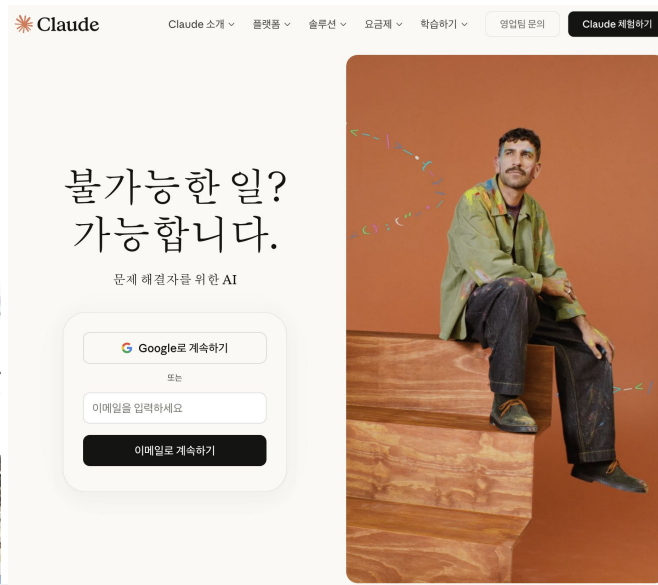 Claude
Claude 소개
플랫폼
솔루션
요금제
학습하기
영업팀 문의
Claude 체험하기
불가능한 일?
가능합니다.
문제 해결자를 위한 AI
Google로 계속하기
또는
이메일을 입력하세요
이메일로 계속하기